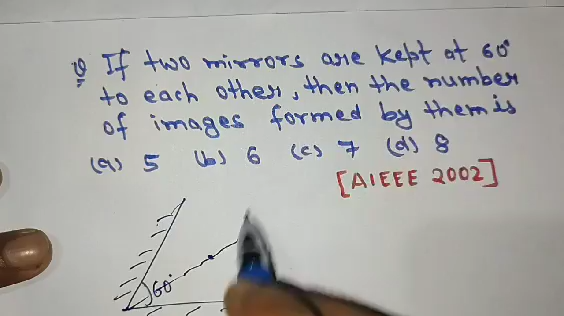 Q If two mirrors are kept at 60°
to each other, then the number
of images formed by them is
(a) 5 (b) 6 (c) 7 (d) 8
[AIEEE 2002]
60°